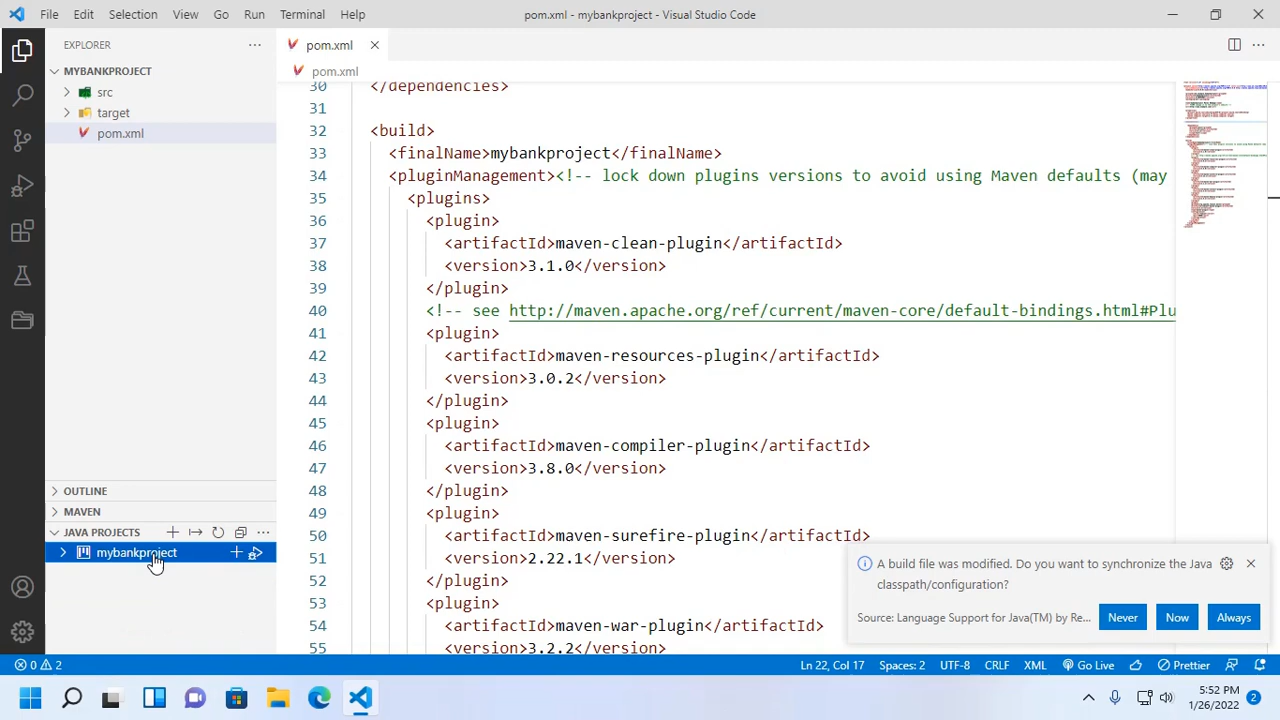 File Edit Selection View Go Run Terminal Help
pom.xml - mybankproject - Visual Studio Code
EXPLORER
MYBANKPROJECT
src
target
pom.xml
OUTLINE
MAVEN
JAVA PROJECTS
mybankproject
pom.xml
pom.xml
30 </dependencies>
31
32 <build>
33 <finalName>mybankproject</finalName>
34 <pluginManagement><!-- lock down plugins versions to avoid using Maven defaults (may
35 <plugins>
36 <plugin>
37 <artifactId>maven-clean-plugin</artifactId>
38 <version>3.1.0</version>
39 </plugin>
40 <!-- see http://maven.apache.org/ref/current/maven-core/default-bindings.html#Plu
41 <plugin>
42 <artifactId>maven-resources-plugin</artifactId>
43 <version>3.0.2</version>
44 </plugin>
45 <plugin>
46 <artifactId>maven-compiler-plugin</artifactId>
47 <version>3.8.0</version>
48 </plugin>
49 <plugin>
50 <artifactId>maven-surefire-plugin</artifactId>
51 <version>2.22.1</version>
52 </plugin>
53 <plugin>
54 <artifactId>maven-war-plugin</artifactId>
55 <version>3.2.2</version>
A build file was modified. Do you want to synchronize the Java
classpath/configuration?
Source: Language Support for Java(TM) by Re... Never Now Always
0 2 Ln 22, Col 17 Spaces: 2 UTF-8 CRLF XML Go Live Prettier
5:52 PM
1/26/2022 2